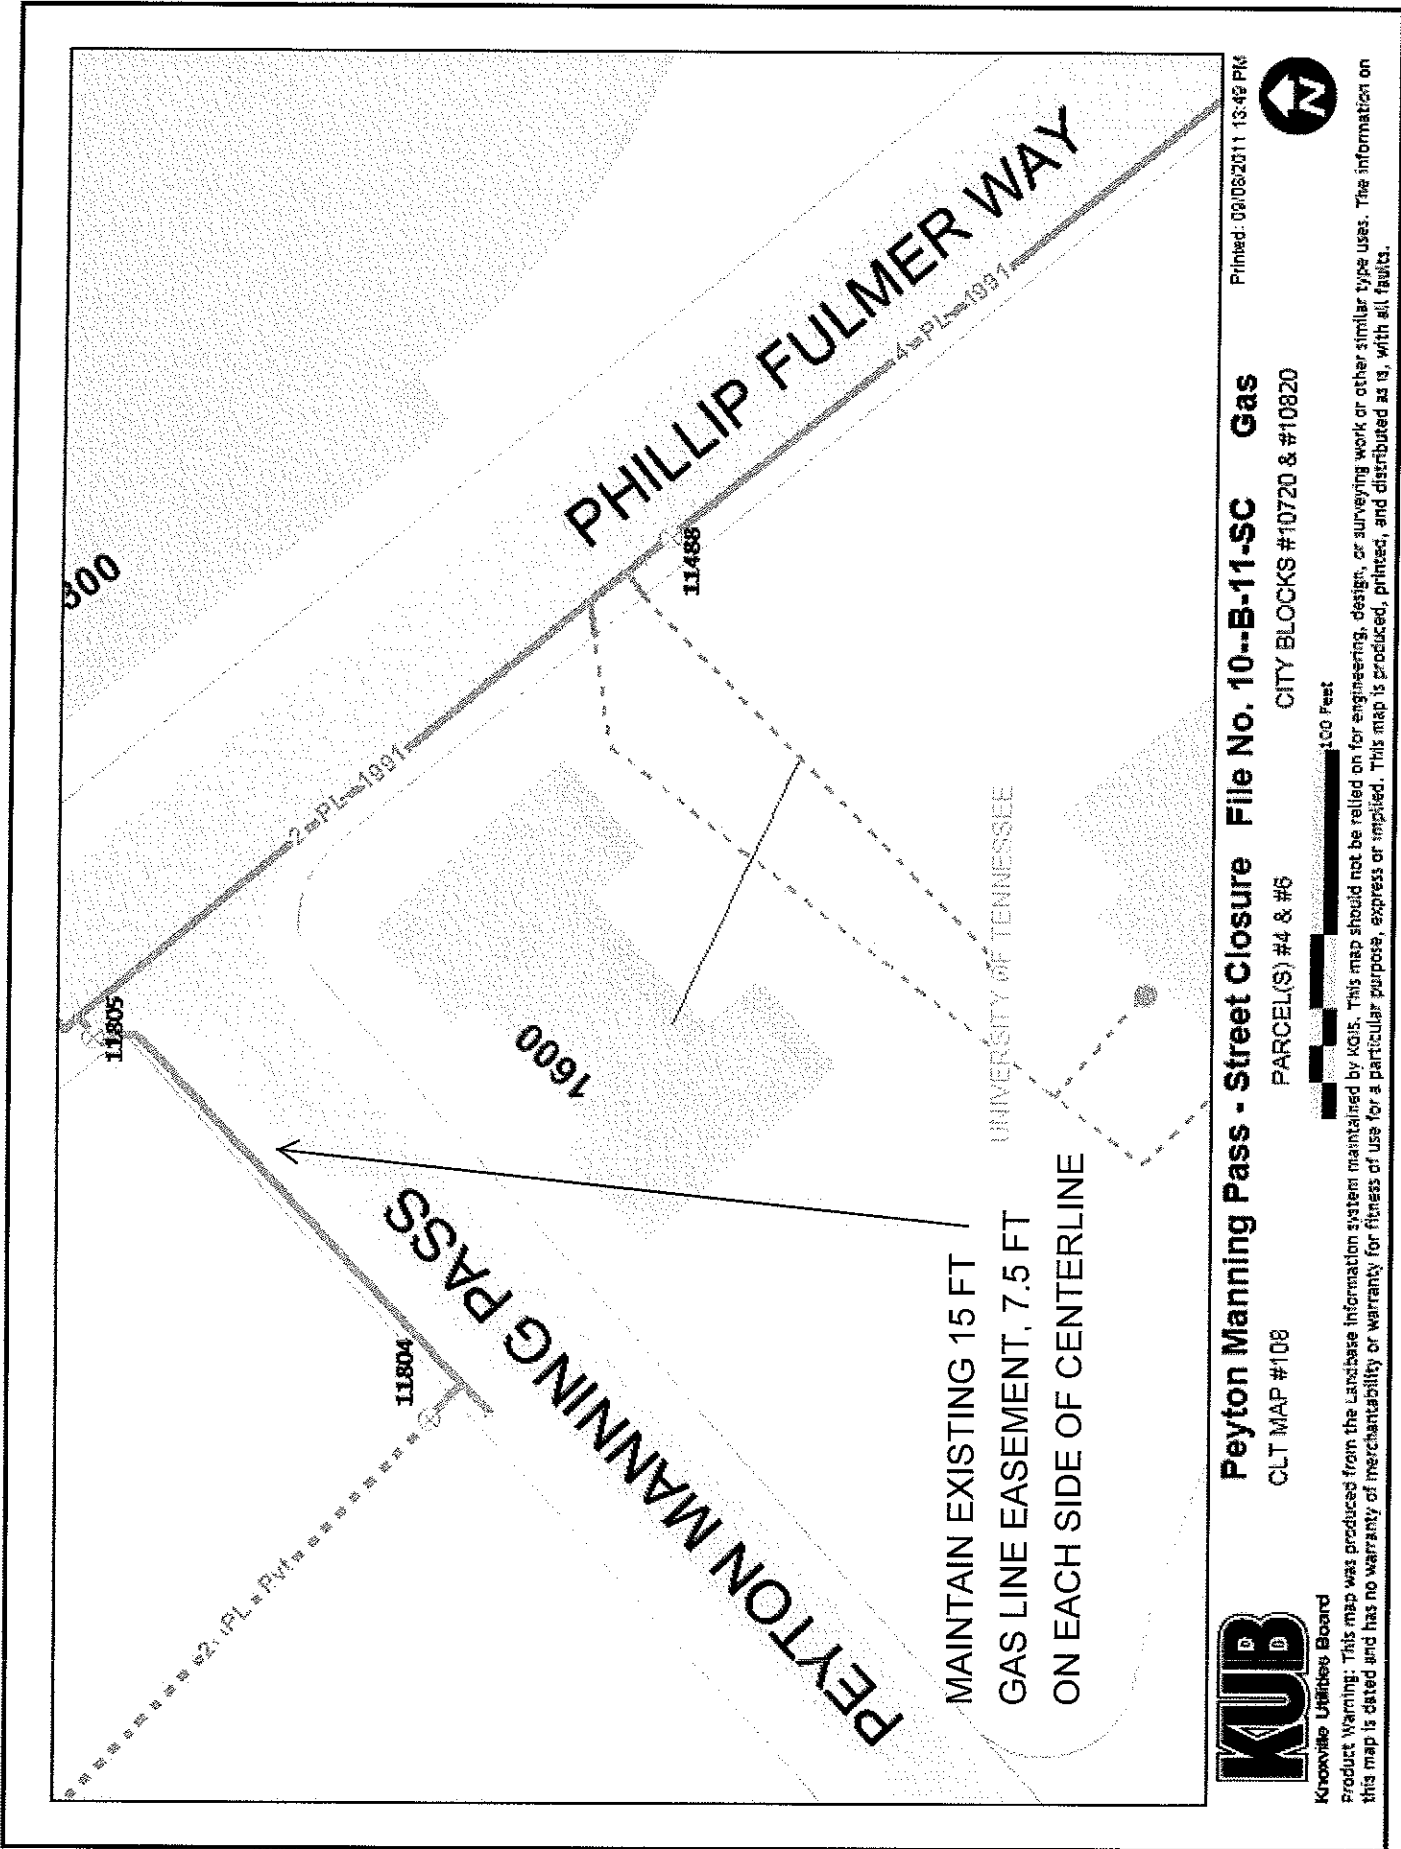 300
11805
2 - PL - 1991
PHILLIP FULMER WAY
4 - PL - 1991
11488
11804
2 - PL - Pvt
1600
PEYTON MANNING PASS
UNIVERSITY OF TENNESSEE
MAINTAIN EXISTING 15 FT
GAS LINE EASEMENT, 7.5 FT
ON EACH SIDE OF CENTERLINE
KUB
Knoxville Utilities Board
Peyton Manning Pass - Street Closure File No. 10--B-11-SC Gas
Printed: 09/08/2011 13:49 PM
CLT MAP #108 PARCEL(S) #4 & #6 CITY BLOCKS #10720 & #10820
N
100 Feet
Product Warning: This map was produced from the Landbase information system maintained by KGIS. This map should not be relied on for engineering, design, or surveying work or other similar type uses. The information on
this map is dated and has no warranty of merchantability or warranty for fitness of use for a particular purpose, express or implied. This map is produced, printed, and distributed as is, with all faults.